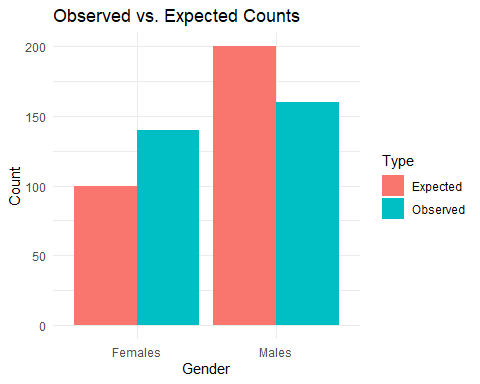 Observed vs. Expected Counts
200
150
100
50
0
Count
Females Males
Gender
Type
Expected
Observed